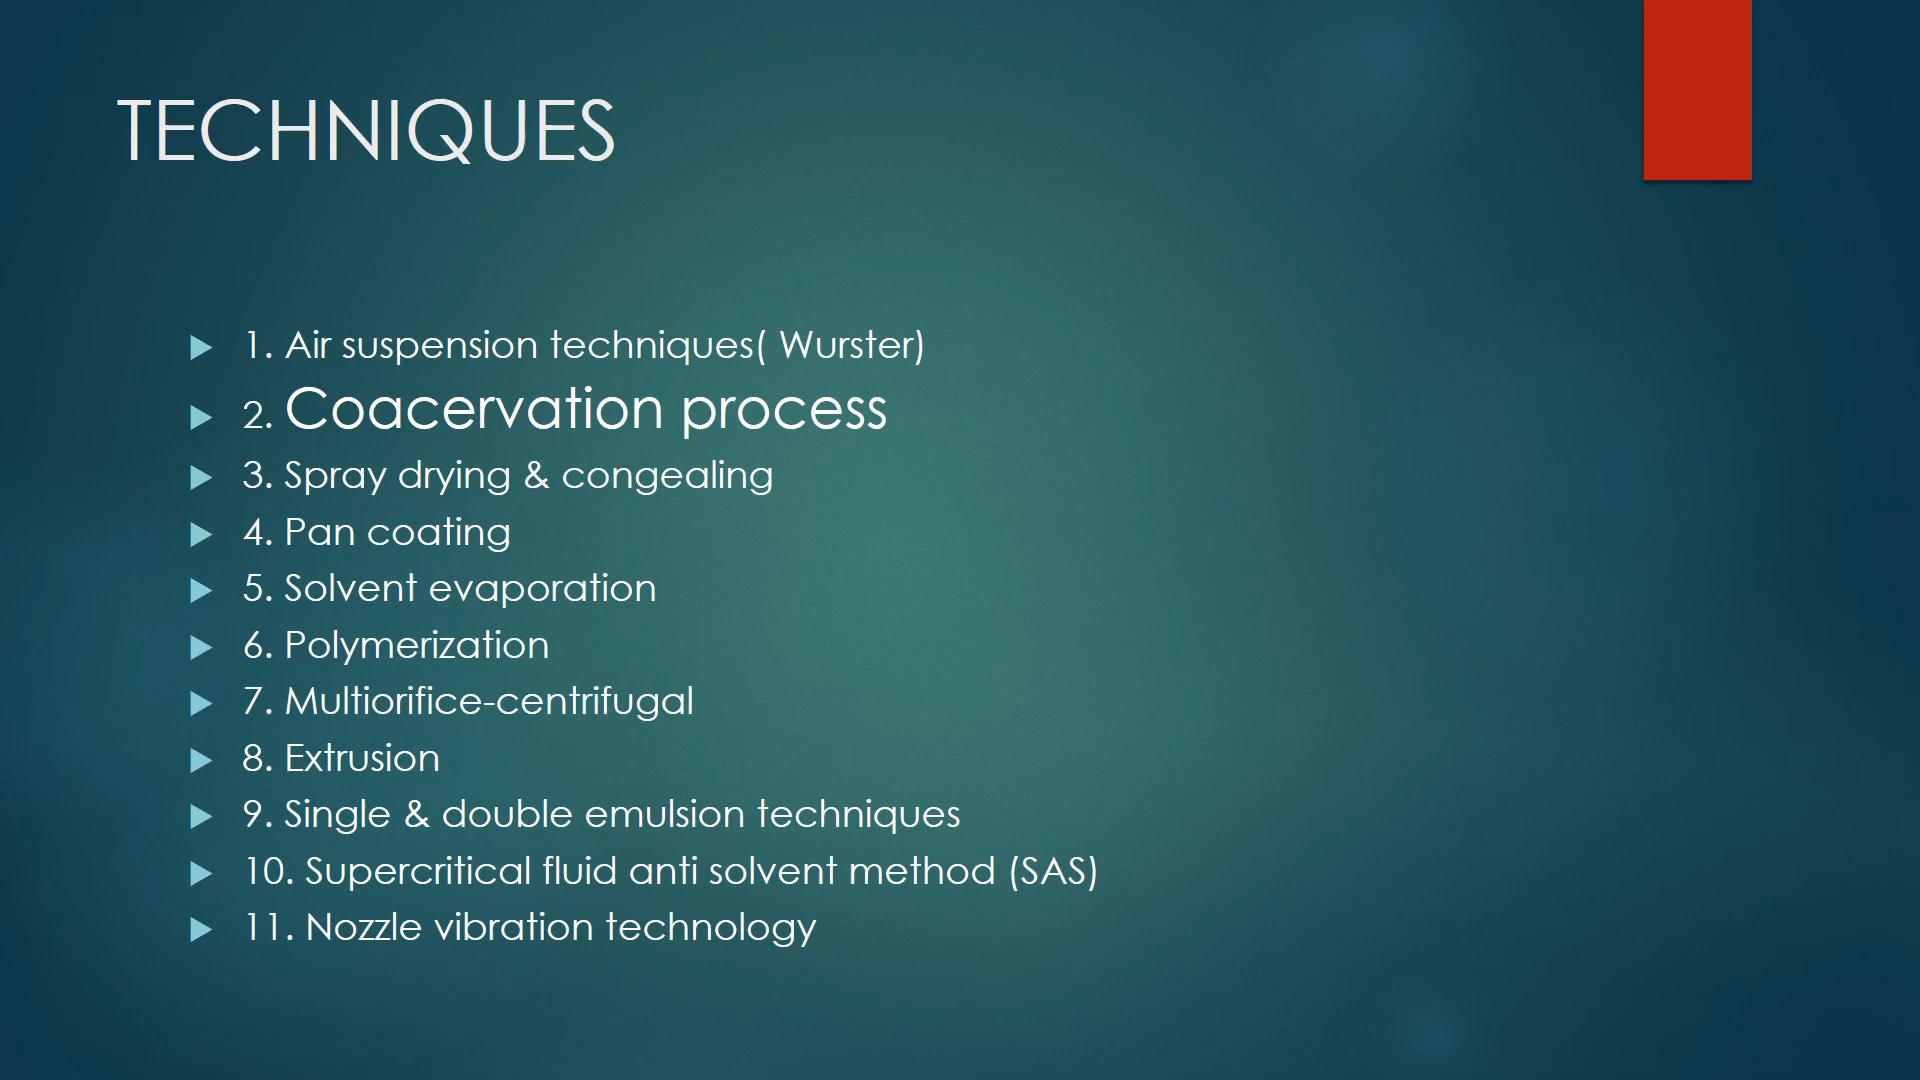 TECHNIQUES
1. Air suspension techniques( Wurster)
2. Coacervation process
3. Spray drying & congealing
4. Pan coating
5. Solvent evaporation
6. Polymerization
7. Multiorifice-centrifugal
8. Extrusion
9. Single & double emulsion techniques
10. Supercritical fluid anti solvent method (SAS)
11. Nozzle vibration technology